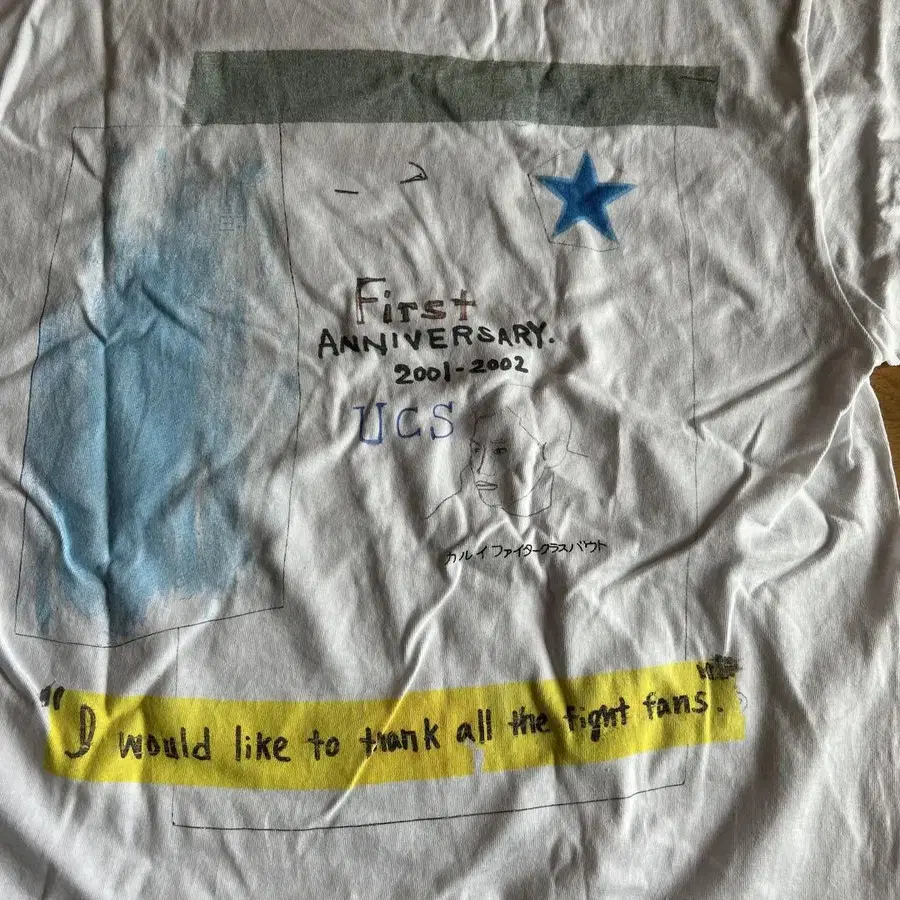 First
ANNIVERSARY.
2001-2002
UCS
カルイファイタークラスバウト
"I would like to thank all the fight fans."